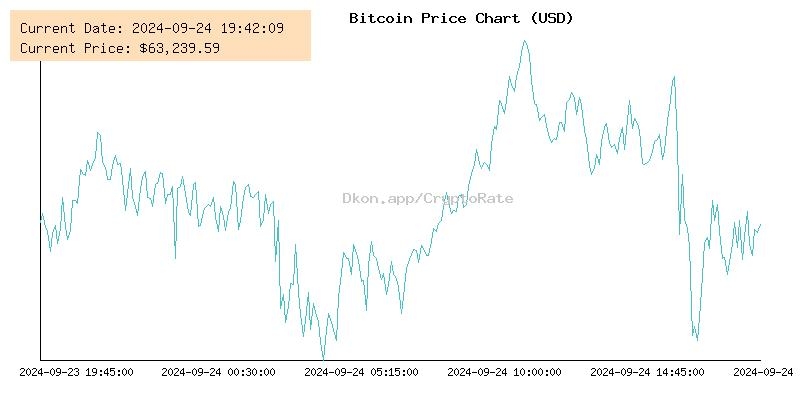 Bitcoin Price Chart (USD)
Current Date: 2024-09-24 19:42:09
Current Price: $63,239.59
Dkon.app/CryptoRate
2024-09-23 19:45:00 2024-09-24 00:30:00 2024-09-24 05:15:00 2024-09-24 10:00:00 2024-09-24 14:45:00 2024-09-24